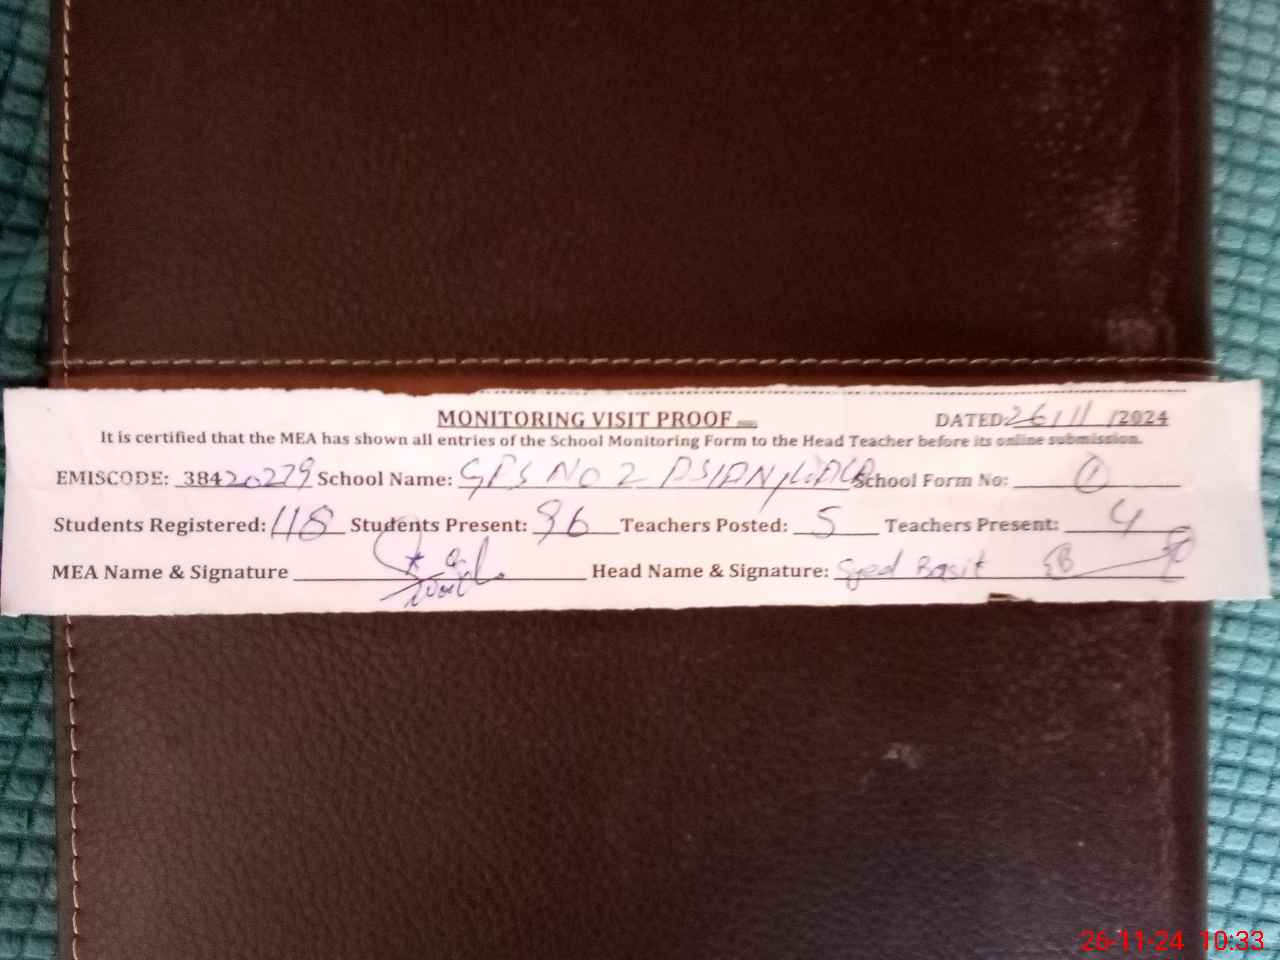 MONITORING VISIT PROOF
DATED: 26/11/2024
It is certified that the MEA has shown all entries of the School Monitoring Form to the Head Teacher before its online submission.
EMISCODE: 38420279 School Name: GPS NO 2 School Form No: 1
Students Registered: 118 Students Present: 96 Teachers Posted: 5 Teachers Present: 4
MEA Name & Signature Head Name & Signature: Syed Basit
26-11-24 10:33